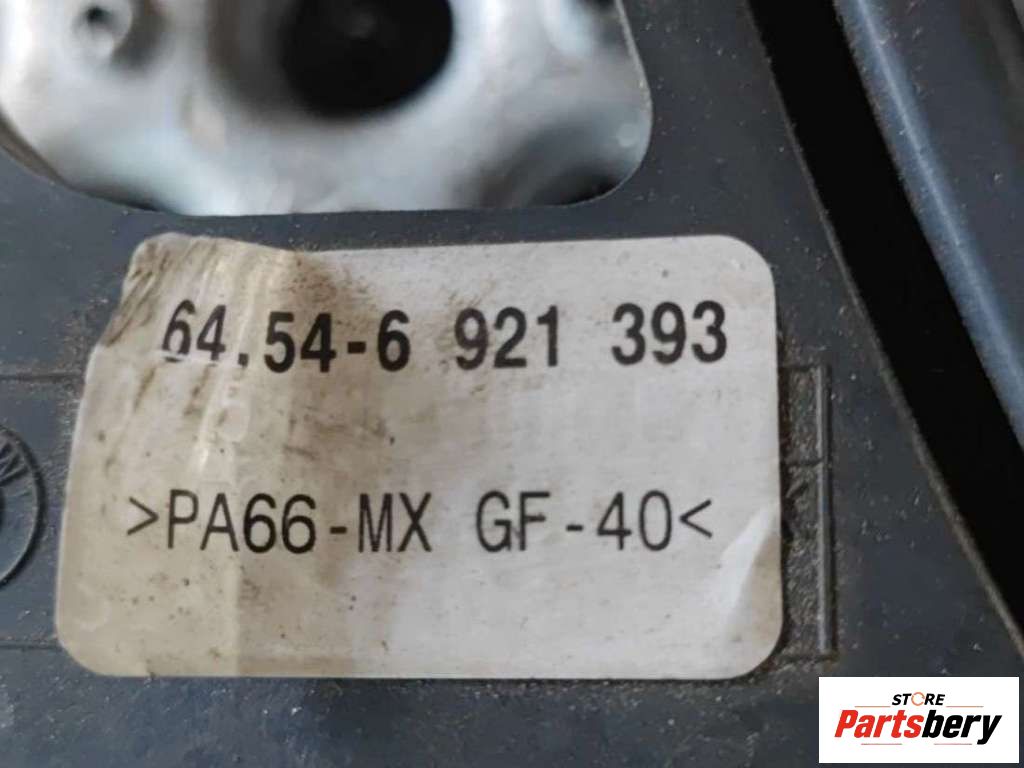 64.54-6 921 393
>PA66-MX GF-40<
W
STORE
Partsbery